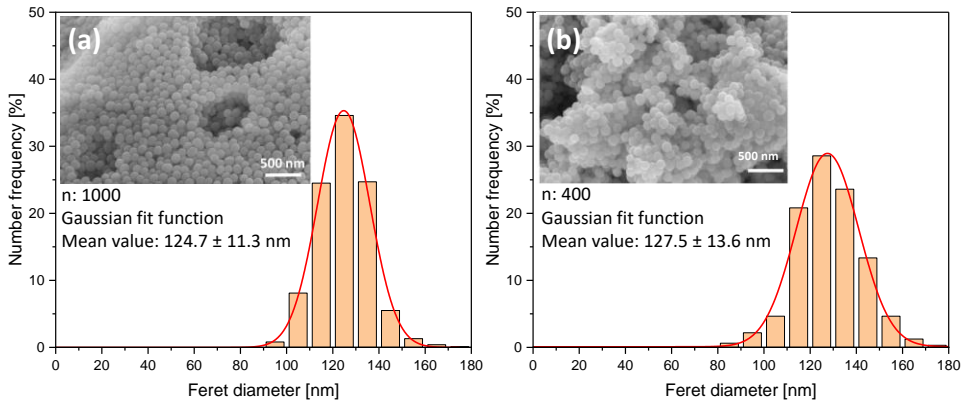 (a)
500 nm
n: 1000
Gaussian fit function
Mean value: 124.7 ± 11.3 nm
Number frequency [%]
50
40
30
20
10
0
0 20 40 60 80 100 120 140 160 180
Feret diameter [nm]
(b)
500 nm
n: 400
Gaussian fit function
Mean value: 127.5 ± 13.6 nm
Number frequency [%]
50
40
30
20
10
0
0 20 40 60 80 100 120 140 160 180
Feret diameter [nm]